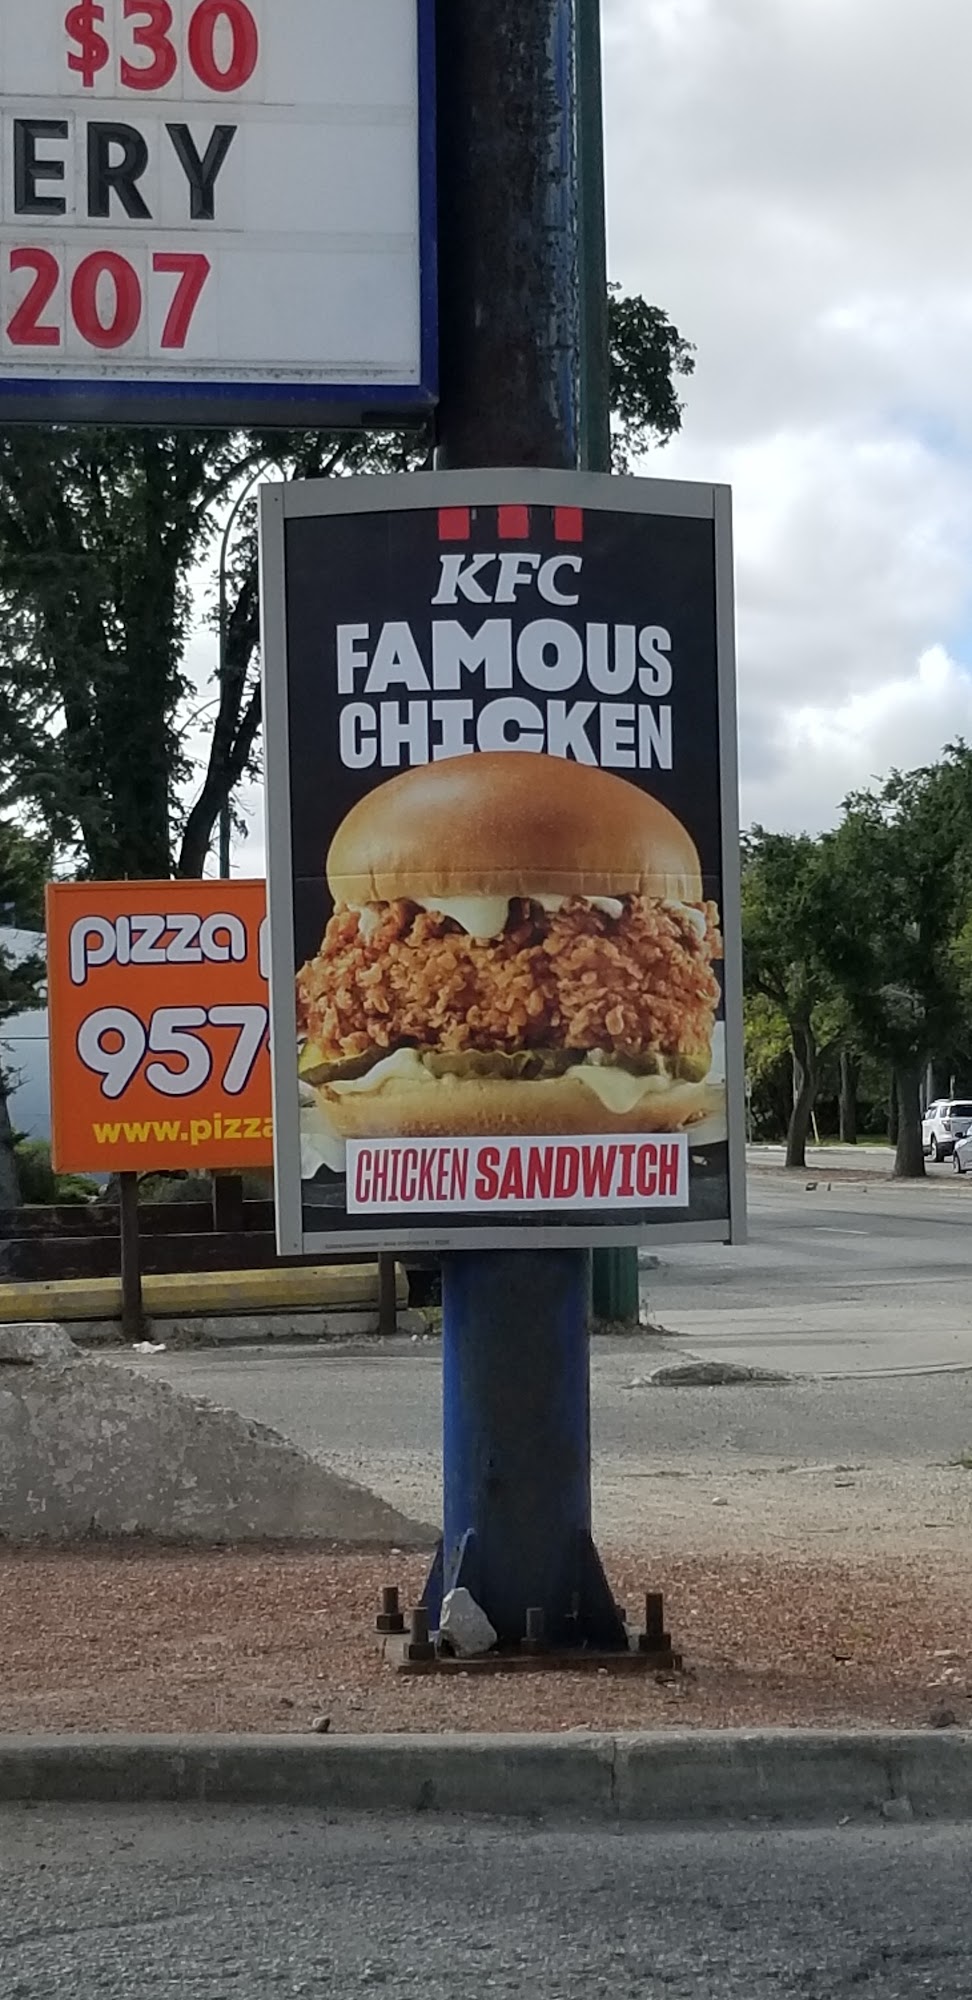 $30
ERY
207
KFC
FAMOUS
CHICKEN
CHICKEN SANDWICH
pizza
957
www.pizza